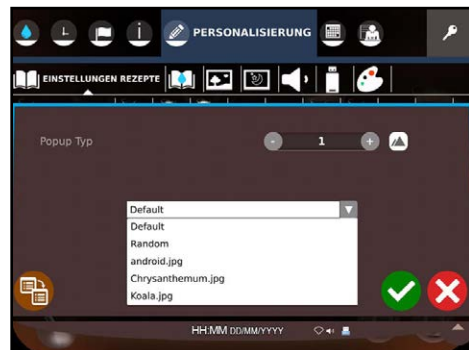 PERSONALISIERUNG
EINSTELLUNGEN REZEPTE
Popup Typ
- 1 +
Default
Default
Random
android.jpg
Chrysanthemum.jpg
Koala.jpg
HH:MM DD/MM/YYYY